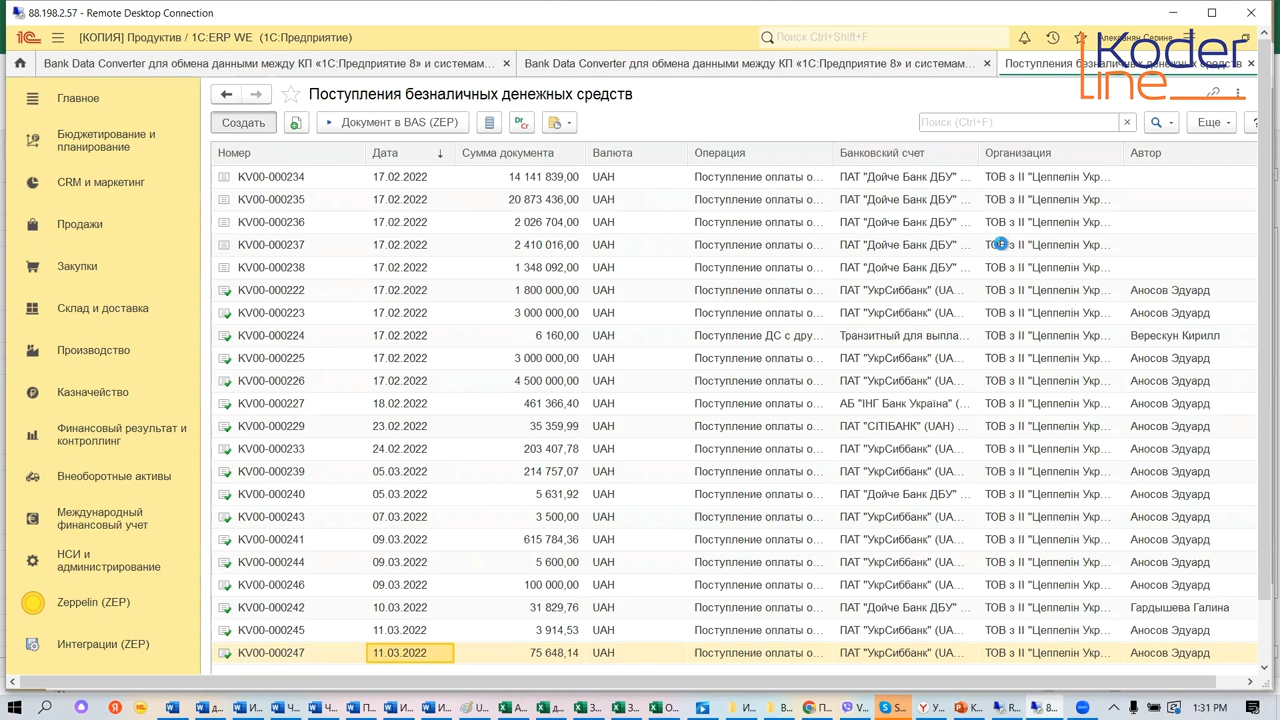 88.198.2.57 - Remote Desktop Connection
[КОПИЯ] Продуктив / 1С:ERP WE (1С:Предприятие)
Поиск Ctrl+Shift+F
Koder
line
Bank Data Converter для обмена данными между КП «1С:Предприятие 8» и системам...
Bank Data Converter для обмена данными между КП «1С:Предприятие 8» и системам...
Поступления безналичных денежных средств
Главное
Бюджетирование и
планирование
CRM и маркетинг
Продажи
Закупки
Склад и доставка
Производство
Казначейство
Финансовый результат и
контроллинг
Внеоборотные активы
Международный
финансовый учет
НСИ и
администрирование
Zeppelin (ZEP)
Интеграции (ZEP)
Поступления безналичных денежных средств
Создать Документ в BAS (ZEP) Поиск (Ctrl+F) Еще ?
Номер Дата Сумма документа Валюта Операция Банковский счет Организация Автор
KV00-000234 17.02.2022 14 141 839,00 UAH Поступление оплаты о... ПАТ "Дойче Банк ДБУ" ... ТОВ з ІІ "Цеппелін Укр...
KV00-000235 17.02.2022 20 873 436,00 UAH Поступление оплаты о... ПАТ "Дойче Банк ДБУ" ... ТОВ з ІІ "Цеппелін Укр...
KV00-000236 17.02.2022 2 026 704,00 UAH Поступление оплаты о... ПАТ "Дойче Банк ДБУ" ... ТОВ з ІІ "Цеппелін Укр...
KV00-000237 17.02.2022 2 410 016,00 UAH Поступление оплаты о... ПАТ "Дойче Банк ДБУ" ... ТОВ з ІІ "Цеппелін Укр...
KV00-000238 17.02.2022 1 348 092,00 UAH Поступление оплаты о... ПАТ "Дойче Банк ДБУ" ... ТОВ з ІІ "Цеппелін Укр...
KV00-000222 17.02.2022 1 800 000,00 UAH Поступление оплаты о... ПАТ "УкрСиббанк" (UA... ТОВ з ІІ "Цеппелін Укр... Аносов Эдуард
KV00-000223 17.02.2022 3 000 000,00 UAH Поступление оплаты о... ПАТ "УкрСиббанк" (UA... ТОВ з ІІ "Цеппелін Укр... Аносов Эдуард
KV00-000224 17.02.2022 6 160,00 UAH Поступление ДС с дру... Транзитный для выпла... ТОВ з ІІ "Цеппелін Укр... Верескун Кирилл
KV00-000225 17.02.2022 3 000 000,00 UAH Поступление оплаты о... ПАТ "УкрСиббанк" (UA... ТОВ з ІІ "Цеппелін Укр... Аносов Эдуард
KV00-000226 17.02.2022 4 500 000,00 UAH Поступление оплаты о... ПАТ "УкрСиббанк" (UA... ТОВ з ІІ "Цеппелін Укр... Аносов Эдуард
KV00-000227 18.02.2022 461 366,40 UAH Поступление оплаты о... АБ "ІНГ Банк Україна" (... ТОВ з ІІ "Цеппелін Укр... Аносов Эдуард
KV00-000229 23.02.2022 35 359,99 UAH Поступление оплаты о... ПАТ "СІТІБАНК" (UAH) ... ТОВ з ІІ "Цеппелін Укр... Аносов Эдуард
KV00-000233 24.02.2022 203 407,78 UAH Поступление оплаты о... ПАТ "УкрСиббанк" (UA... ТОВ з ІІ "Цеппелін Укр... Аносов Эдуард
KV00-000239 05.03.2022 214 757,07 UAH Поступление оплаты о... ПАТ "УкрСиббанк" (UA... ТОВ з ІІ "Цеппелін Укр... Аносов Эдуард
KV00-000240 05.03.2022 5 631,92 UAH Поступление оплаты о... ПАТ "Дойче Банк ДБУ" ... ТОВ з ІІ "Цеппелін Укр... Аносов Эдуард
KV00-000243 07.03.2022 3 500,00 UAH Поступление оплаты о... ПАТ "УкрСиббанк" (UA... ТОВ з ІІ "Цеппелін Укр... Аносов Эдуард
KV00-000241 09.03.2022 615 784,36 UAH Поступление оплаты о... ПАТ "УкрСиббанк" (UA... ТОВ з ІІ "Цеппелін Укр... Аносов Эдуард
KV00-000244 09.03.2022 5 600,00 UAH Поступление оплаты о... ПАТ "УкрСиббанк" (UA... ТОВ з ІІ "Цеппелін Укр... Аносов Эдуард
KV00-000246 09.03.2022 100 000,00 UAH Поступление оплаты о... ПАТ "УкрСиббанк" (UA... ТОВ з ІІ "Цеппелін Укр... Аносов Эдуард
KV00-000242 10.03.2022 31 829,76 UAH Поступление оплаты о... ПАТ "Дойче Банк ДБУ" ... ТОВ з ІІ "Цеппелін Укр... Гардышева Галина
KV00-000245 11.03.2022 3 914,53 UAH Поступление оплаты о... ПАТ "УкрСиббанк" (UA... ТОВ з ІІ "Цеппелін Укр... Аносов Эдуард
KV00-000247 11.03.2022 75 648,14 UAH Поступление оплаты о... ПАТ "УкрСиббанк" (UA... ТОВ з ІІ "Цеппелін Укр... Аносов Эдуард
1:31 PM